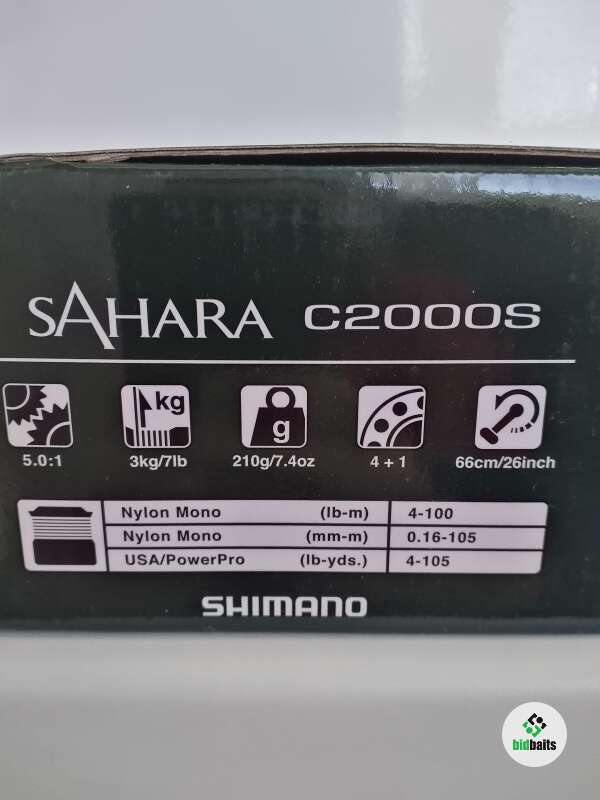 SAHARA C2000S
kg
g
5.0:1 3kg/7lb 210g/7.4oz 4 + 1 66cm/26inch
Nylon Mono (lb-m) 4-100
Nylon Mono (mm-m) 0.16-105
USA/PowerPro (lb-yds.) 4-105
SHIMANO
bidbaits